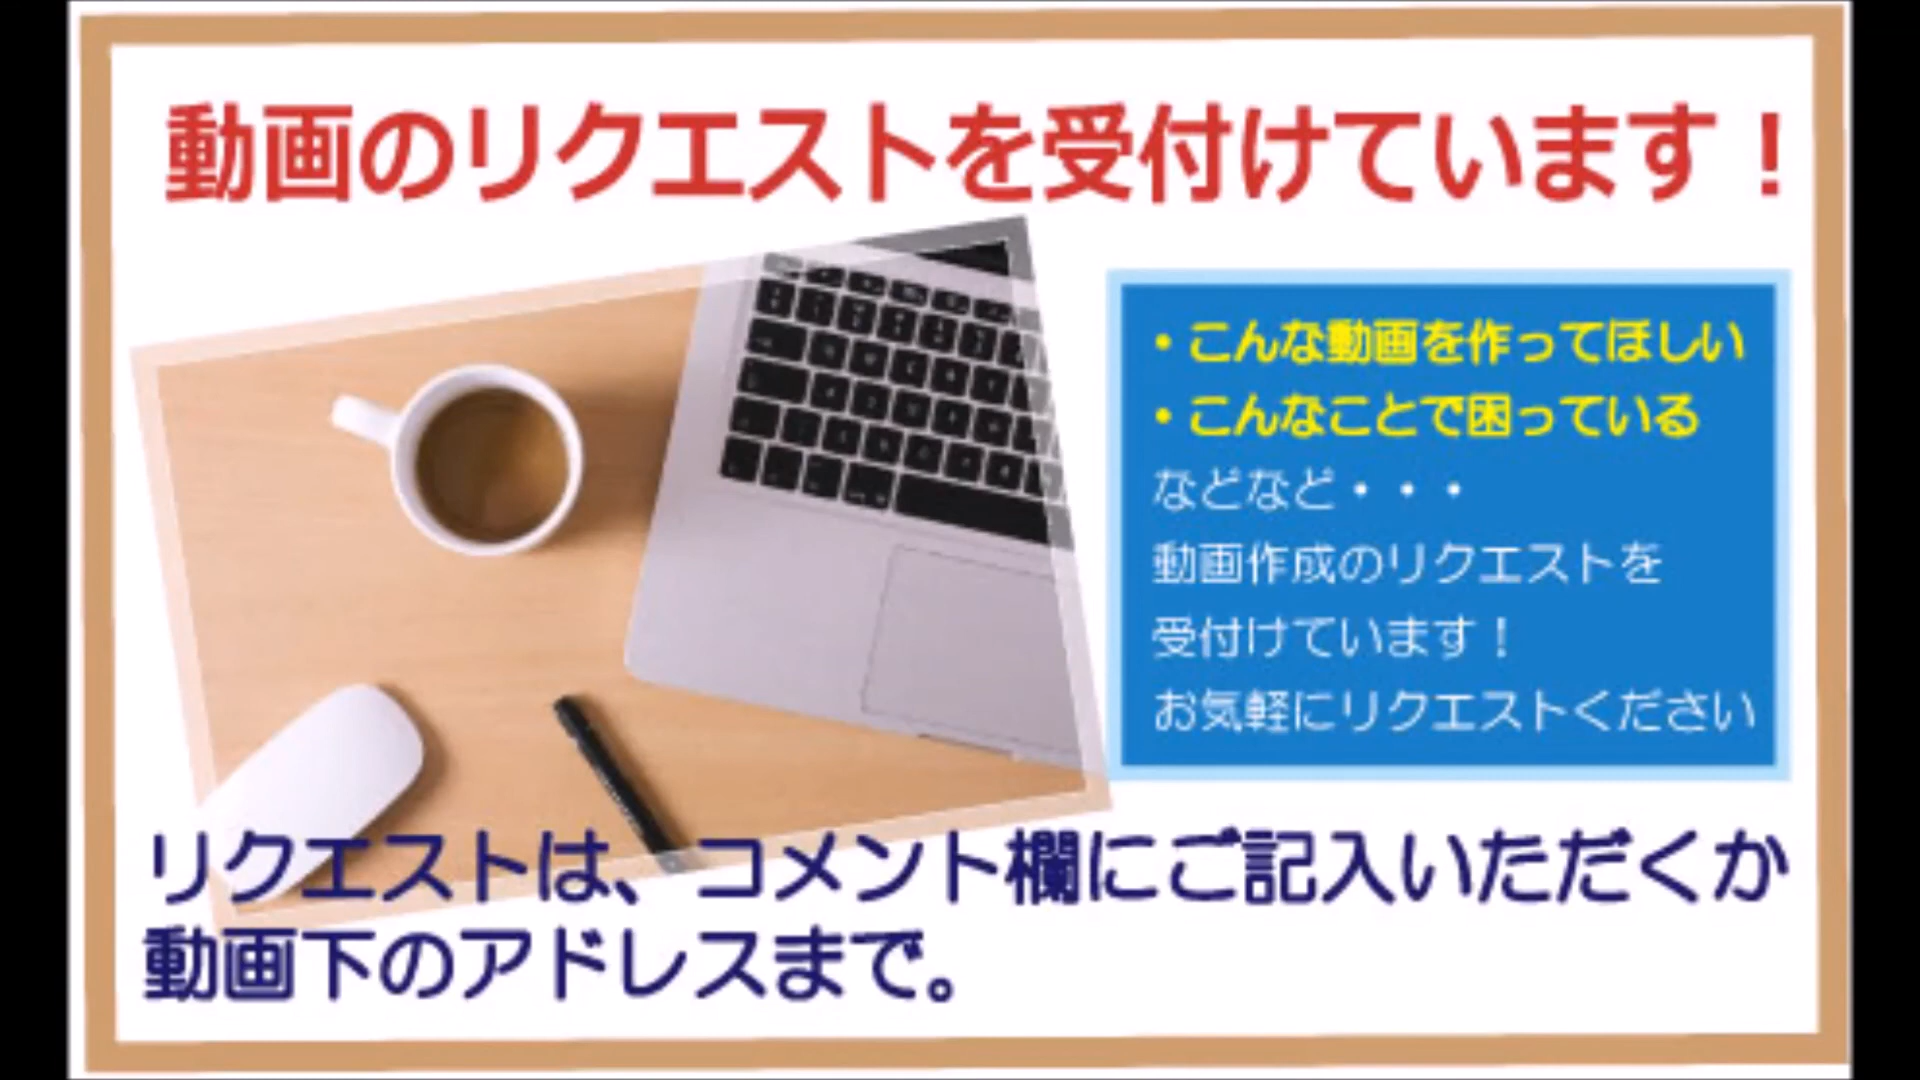 動画のリクエストを受付けています！
・こんな動画を作ってほしい
・こんなことで困っている
などなど・・・
動画作成のリクエストを
受付けています！
お気軽にリクエストください
リクエストは、コメント欄にご記入いただくか
動画下のアドレスまで。